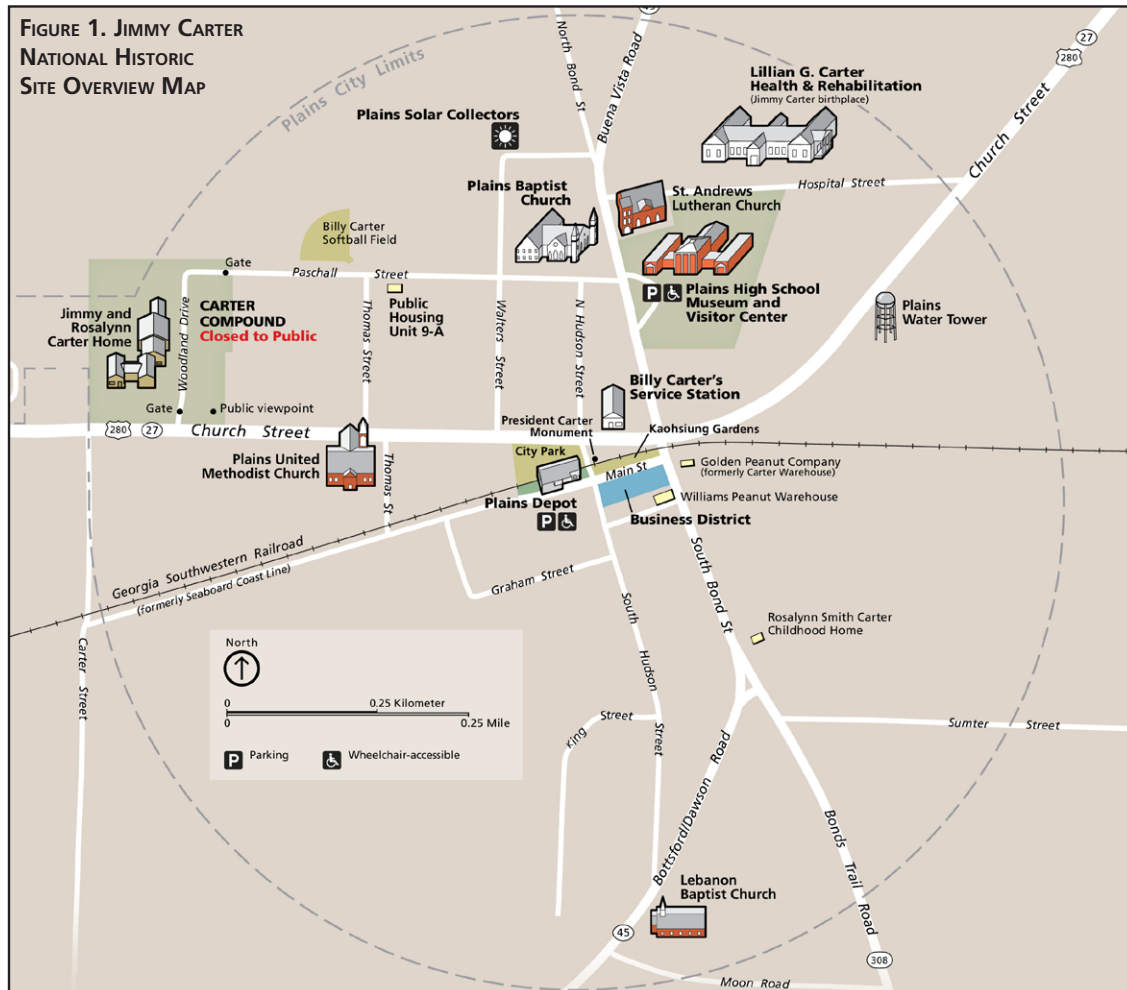 FIGURE 1. JIMMY CARTER
NATIONAL HISTORIC
SITE OVERVIEW MAP
Plains City Limits
North Bond St
Buena Vista Road
27
280
Church Street
Lillian G. Carter
Health & Rehabilitation
(Jimmy Carter birthplace)
Plains Solar Collectors
Hospital Street
Plains Baptist
Church
St. Andrews
Lutheran Church
Billy Carter
Softball Field
Gate
Paschall Street
Plains High School
Museum and
Visitor Center
P
Plains
Water Tower
Public
Housing
Unit 9-A
CARTER
COMPOUND
Closed to Public
Jimmy and
Rosalynn
Carter Home
Woodland Drive
Thomas Street
Walters Street
N Hudson Street
Billy Carter's
Service Station
Gate
Public viewpoint
280
27
Church Street
President Carter
Monument
Kaohsiung Gardens
Plains United
Methodist Church
Thomas St
City Park
Main St
Golden Peanut Company
(formerly Carter Warehouse)
Williams Peanut Warehouse
Plains Depot
P
Business District
Georgia Southwestern Railroad
(formerly Seaboard Coast Line)
Graham Street
South Bond St
South Hudson Street
Rosalynn Smith Carter
Childhood Home
Carter Street
North
0 0.25 Kilometer
0 0.25 Mile
P Parking
Wheelchair-accessible
King Street
Sumter Street
Bottsford/Dawson Road
Bonds Trail Road
Lebanon
Baptist Church
45
308
Moon Road